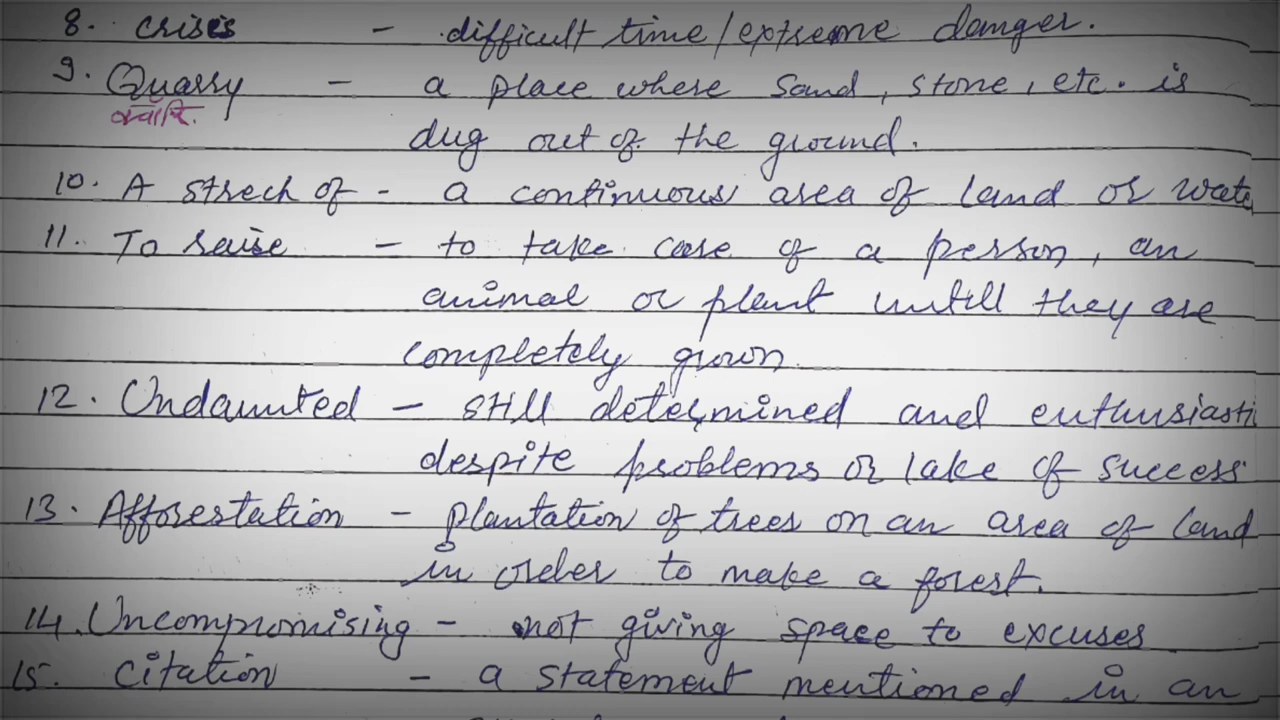 8. crisis - difficult time/extreme danger.
9. Quarry - a place where sand, stone, etc. is
क्वॉरि.
dug out of the ground.
10. A strech of - a continuous area of land or wate
11. To raise - to take care of a person, an
animal or plant untill they are
completely grown.
12. Undaunted - still determined and enthusiasti
despite problems or lake of success
13. Afforestation - plantation of trees on an area of land
in order to make a forest.
14. Uncompromising - not giving space to excuses
15. Citation - a statement mentioned in an